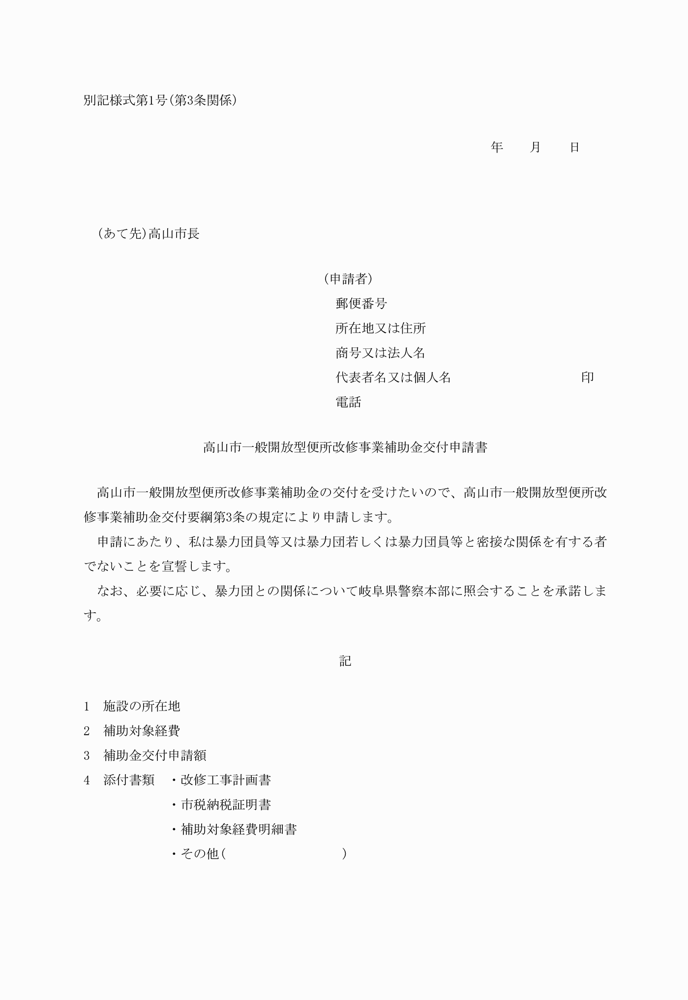 別記様式第1号(第3条関係)
年　　月　　日
(あて先)高山市長
(申請者)
郵便番号
所在地又は住所
商号又は法人名
代表者名又は個人名　　　　　　　　　　印
電話
高山市一般開放型便所改修事業補助金交付申請書
高山市一般開放型便所改修事業補助金の交付を受けたいので、高山市一般開放型便所改
修事業補助金交付要綱第3条の規定により申請します。
申請にあたり、私は暴力団員等又は暴力団若しくは暴力団員等と密接な関係を有する者
でないことを宣誓します。
なお、必要に応じ、暴力団との関係について岐阜県警察本部に照会することを承諾しま
す。
記
1　施設の所在地
2　補助対象経費
3　補助金交付申請額
4　添付書類　・改修工事計画書
・市税納税証明書
・補助対象経費明細書
・その他(　　　　　　　　　)